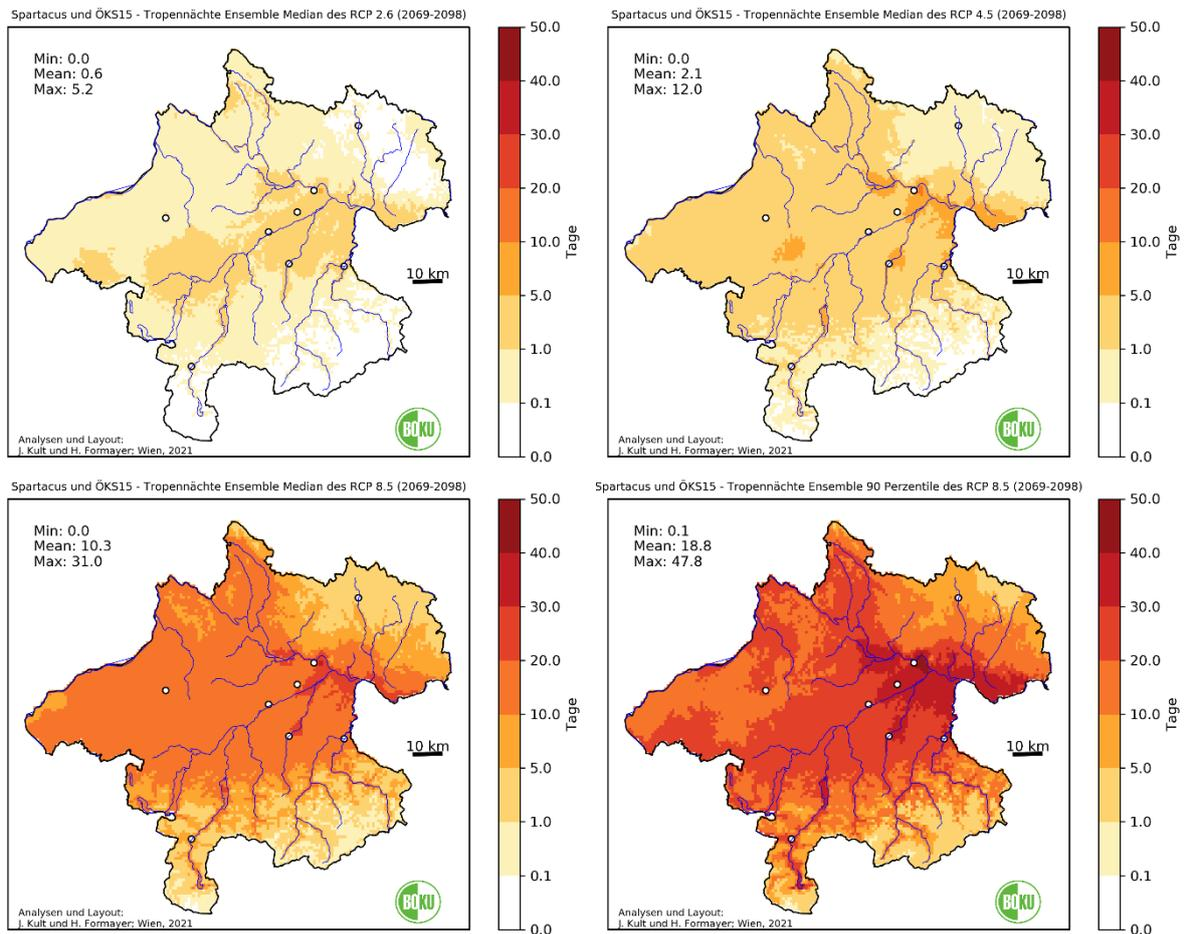 Spartacus und ÖKS15 - Tropennächte Ensemble Median des RCP 2.6 (2069-2098)
Min: 0.0
Mean: 0.6
Max: 5.2
10 km
Analysen und Layout:
J. Kult und H. Formayer; Wien, 2021
BOKU
50.0
40.0
30.0
20.0
10.0
5.0
1.0
0.1
0.0
Tage
Spartacus und ÖKS15 - Tropennächte Ensemble Median des RCP 4.5 (2069-2098)
Min: 0.0
Mean: 2.1
Max: 12.0
10 km
Analysen und Layout:
J. Kult und H. Formayer; Wien, 2021
BOKU
50.0
40.0
30.0
20.0
10.0
5.0
1.0
0.1
0.0
Tage
Spartacus und ÖKS15 - Tropennächte Ensemble Median des RCP 8.5 (2069-2098)
Min: 0.0
Mean: 10.3
Max: 31.0
10 km
Analysen und Layout:
J. Kult und H. Formayer; Wien, 2021
BOKU
50.0
40.0
30.0
20.0
10.0
5.0
1.0
0.1
0.0
Tage
Spartacus und ÖKS15 - Tropennächte Ensemble 90 Perzentile des RCP 8.5 (2069-2098)
Min: 0.1
Mean: 18.8
Max: 47.8
10 km
Analysen und Layout:
J. Kult und H. Formayer; Wien, 2021
BOKU
50.0
40.0
30.0
20.0
10.0
5.0
1.0
0.1
0.0
Tage